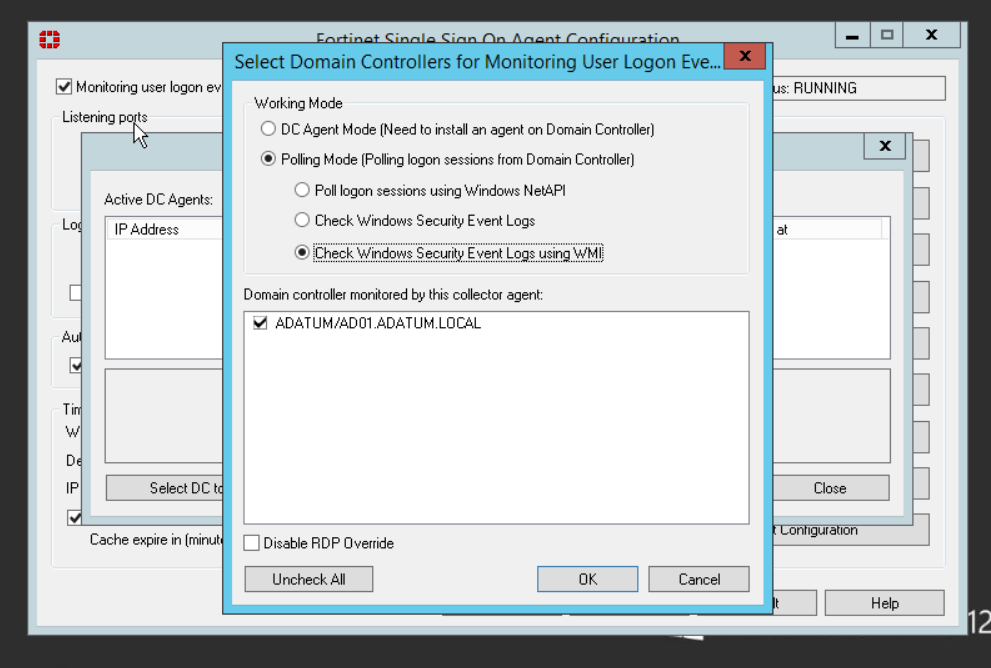 Fortinet Single Sign On Agent Configuration
Select Domain Controllers for Monitoring User Logon Eve...
Monitoring user logon ev
us: RUNNING
Listening ports
Working Mode
DC Agent Mode (Need to install an agent on Domain Controller)
Polling Mode (Polling logon sessions from Domain Controller)
Poll logon sessions using Windows NetAPI
Check Windows Security Event Logs
Check Windows Security Event Logs using WMI
Active DC Agents:
IP Address
at
Log
Domain controller monitored by this collector agent:
ADATUM/AD01.ADATUM.LOCAL
Aut
Tim
W
De
IP
Select DC to
Close
Cache expire in (minute
t Configuration
Disable RDP Override
Uncheck All
OK
Cancel
lt
Help
12